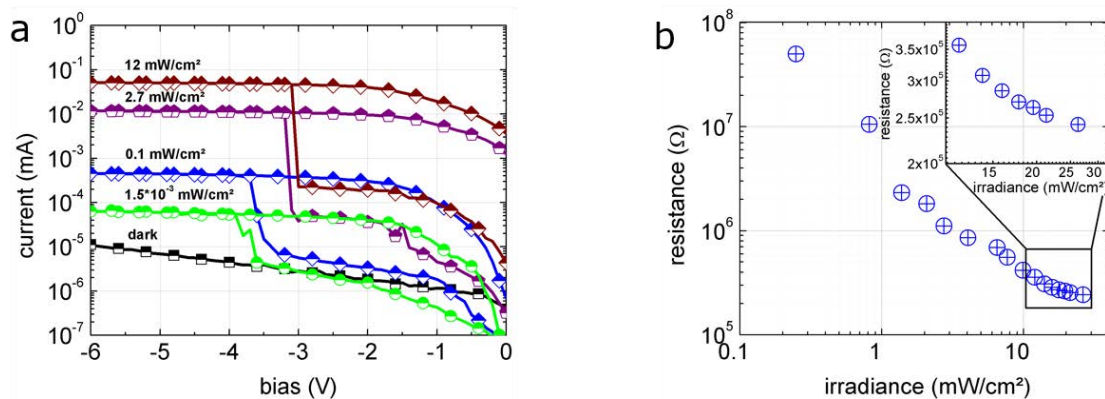 a
10⁰
10⁻¹
10⁻²
10⁻³
10⁻⁴
10⁻⁵
10⁻⁶
10⁻⁷
current (mA)
12 mW/cm²
2.7 mW/cm²
0.1 mW/cm²
1.5*10⁻³ mW/cm²
dark
-6 -5 -4 -3 -2 -1 0
bias (V)
b
10⁸
10⁷
10⁶
10⁵
resistance (Ω)
0.1 1 10
irradiance (mW/cm²)
3.5x10⁵
3x10⁵
2.5x10⁵
2x10⁵
resistance (Ω)
15 20 25 30
irradiance (mW/cm²)